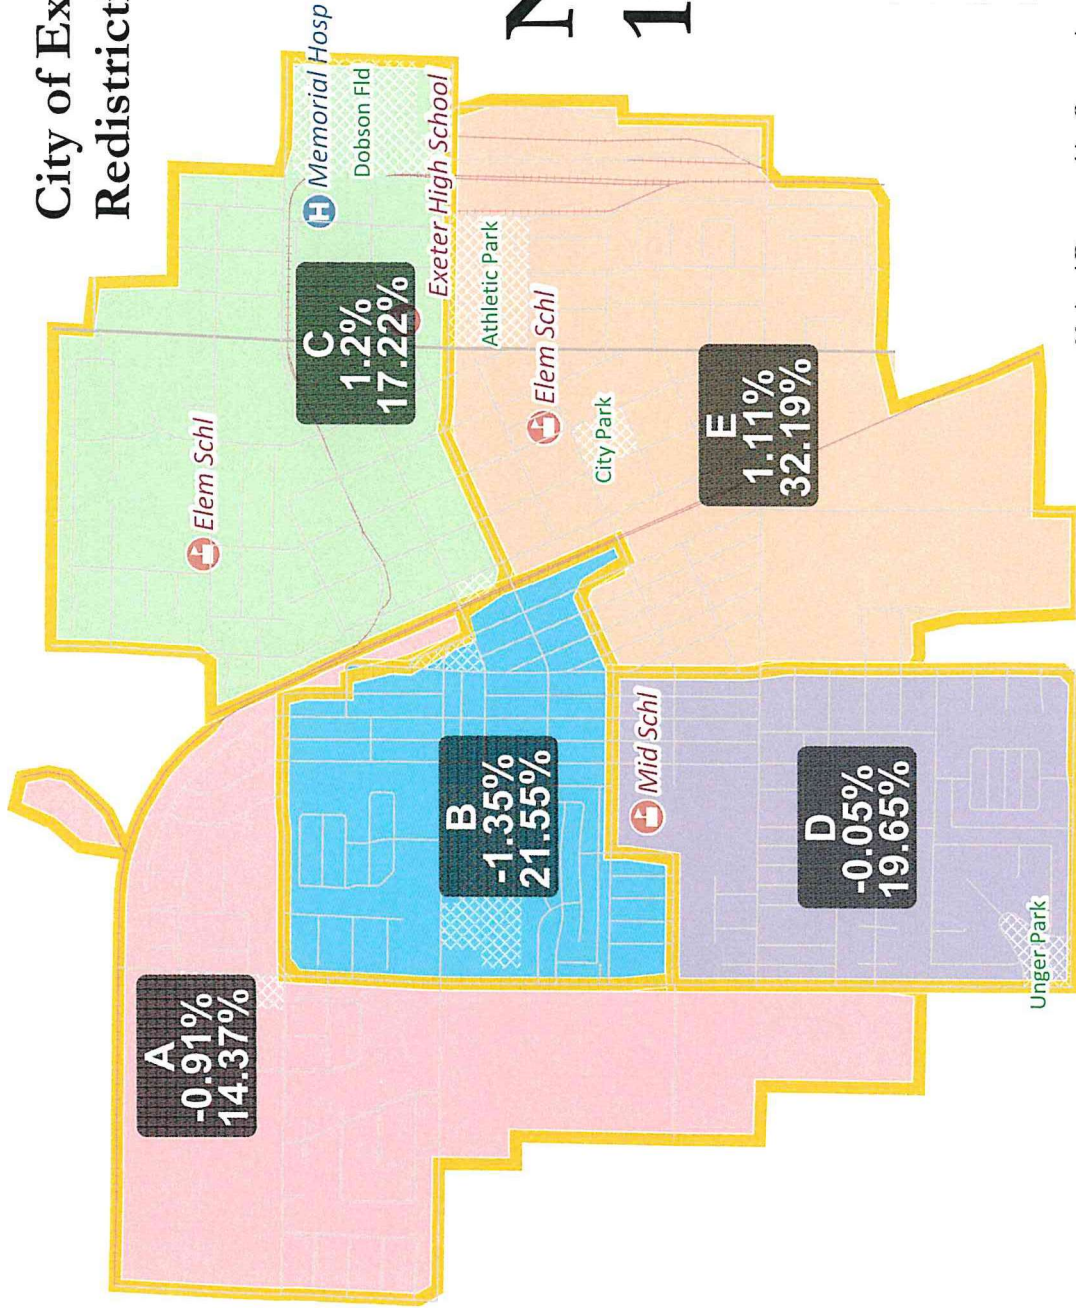 City of Ex
Redistricti
N
1
A
-0.91%
14.37%
Elem Schl
C
1.2%
17.22%
H Memorial Hosp
Dobson Fld
Exeter High School
Athletic Park
Elem Schl
City Park
B
-1.35%
21.55%
E
1.11%
32.19%
Mid Schl
D
-0.05%
19.65%
Unger Park